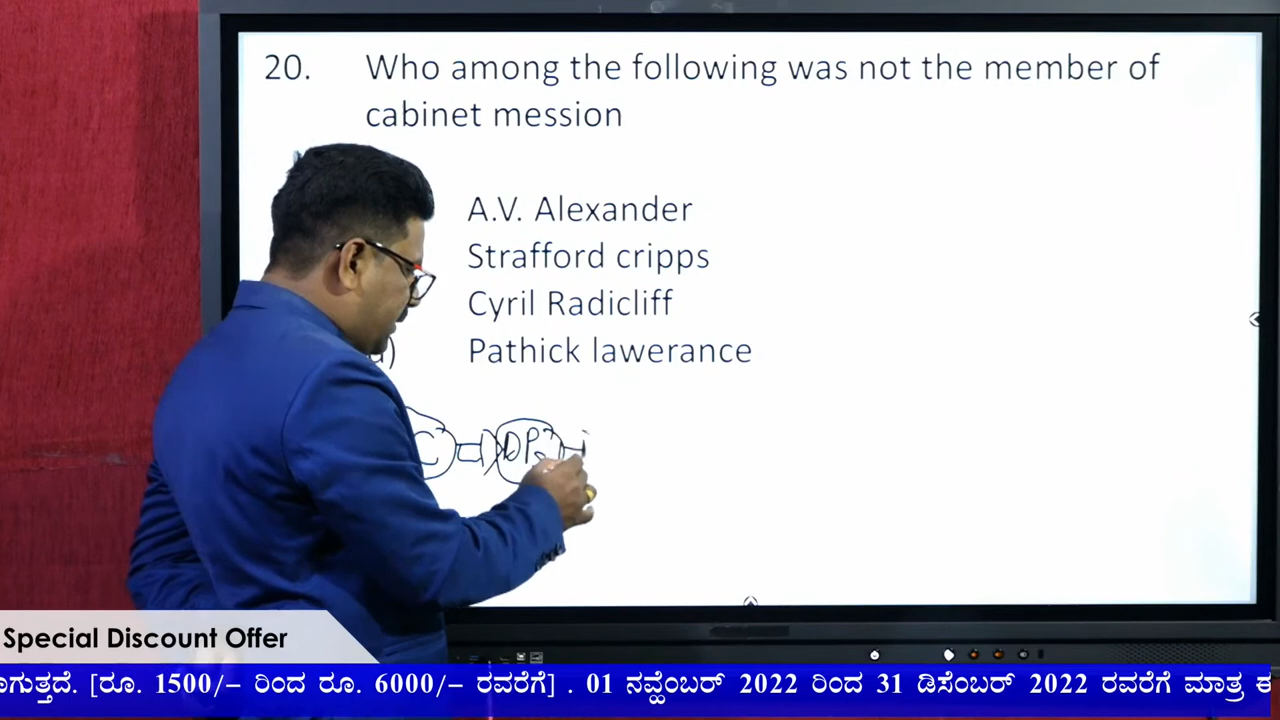 20. Who among the following was not the member of
cabinet mession
A.V. Alexander
Strafford cripps
Cyril Radicliff
d) Pathick lawerance
C DP
Special Discount Offer
ಾಗುತ್ತದೆ. [ರೂ. 1500/– ರಿಂದ ರೂ. 6000/– ರವರೆಗೆ] . 01 ನವ್ಹೆಂಬರ್ 2022 ರಿಂದ 31 ಡಿಸೆಂಬರ್ 2022 ರವರೆಗೆ ಮಾತ್ರ ಈ